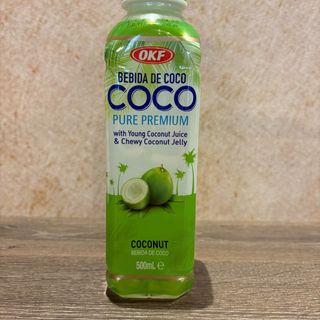 OKF
BEBIDA DE COCO
COCO
PURE PREMIUM
with Young Coconut Juice
& Chewy Coconut Jelly
COCONUT
BEBIDA DE COCO
500mL ℮